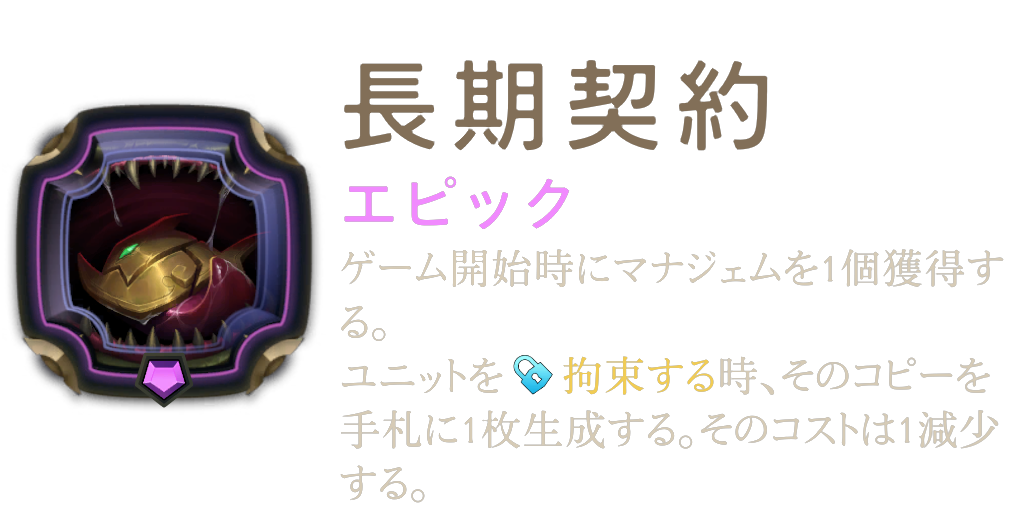 長期契約
エピック
ゲーム開始時にマナジェムを1個獲得す
る。
ユニットを 拘束する時、そのコピーを
手札に1枚生成する。そのコストは1減少
する。